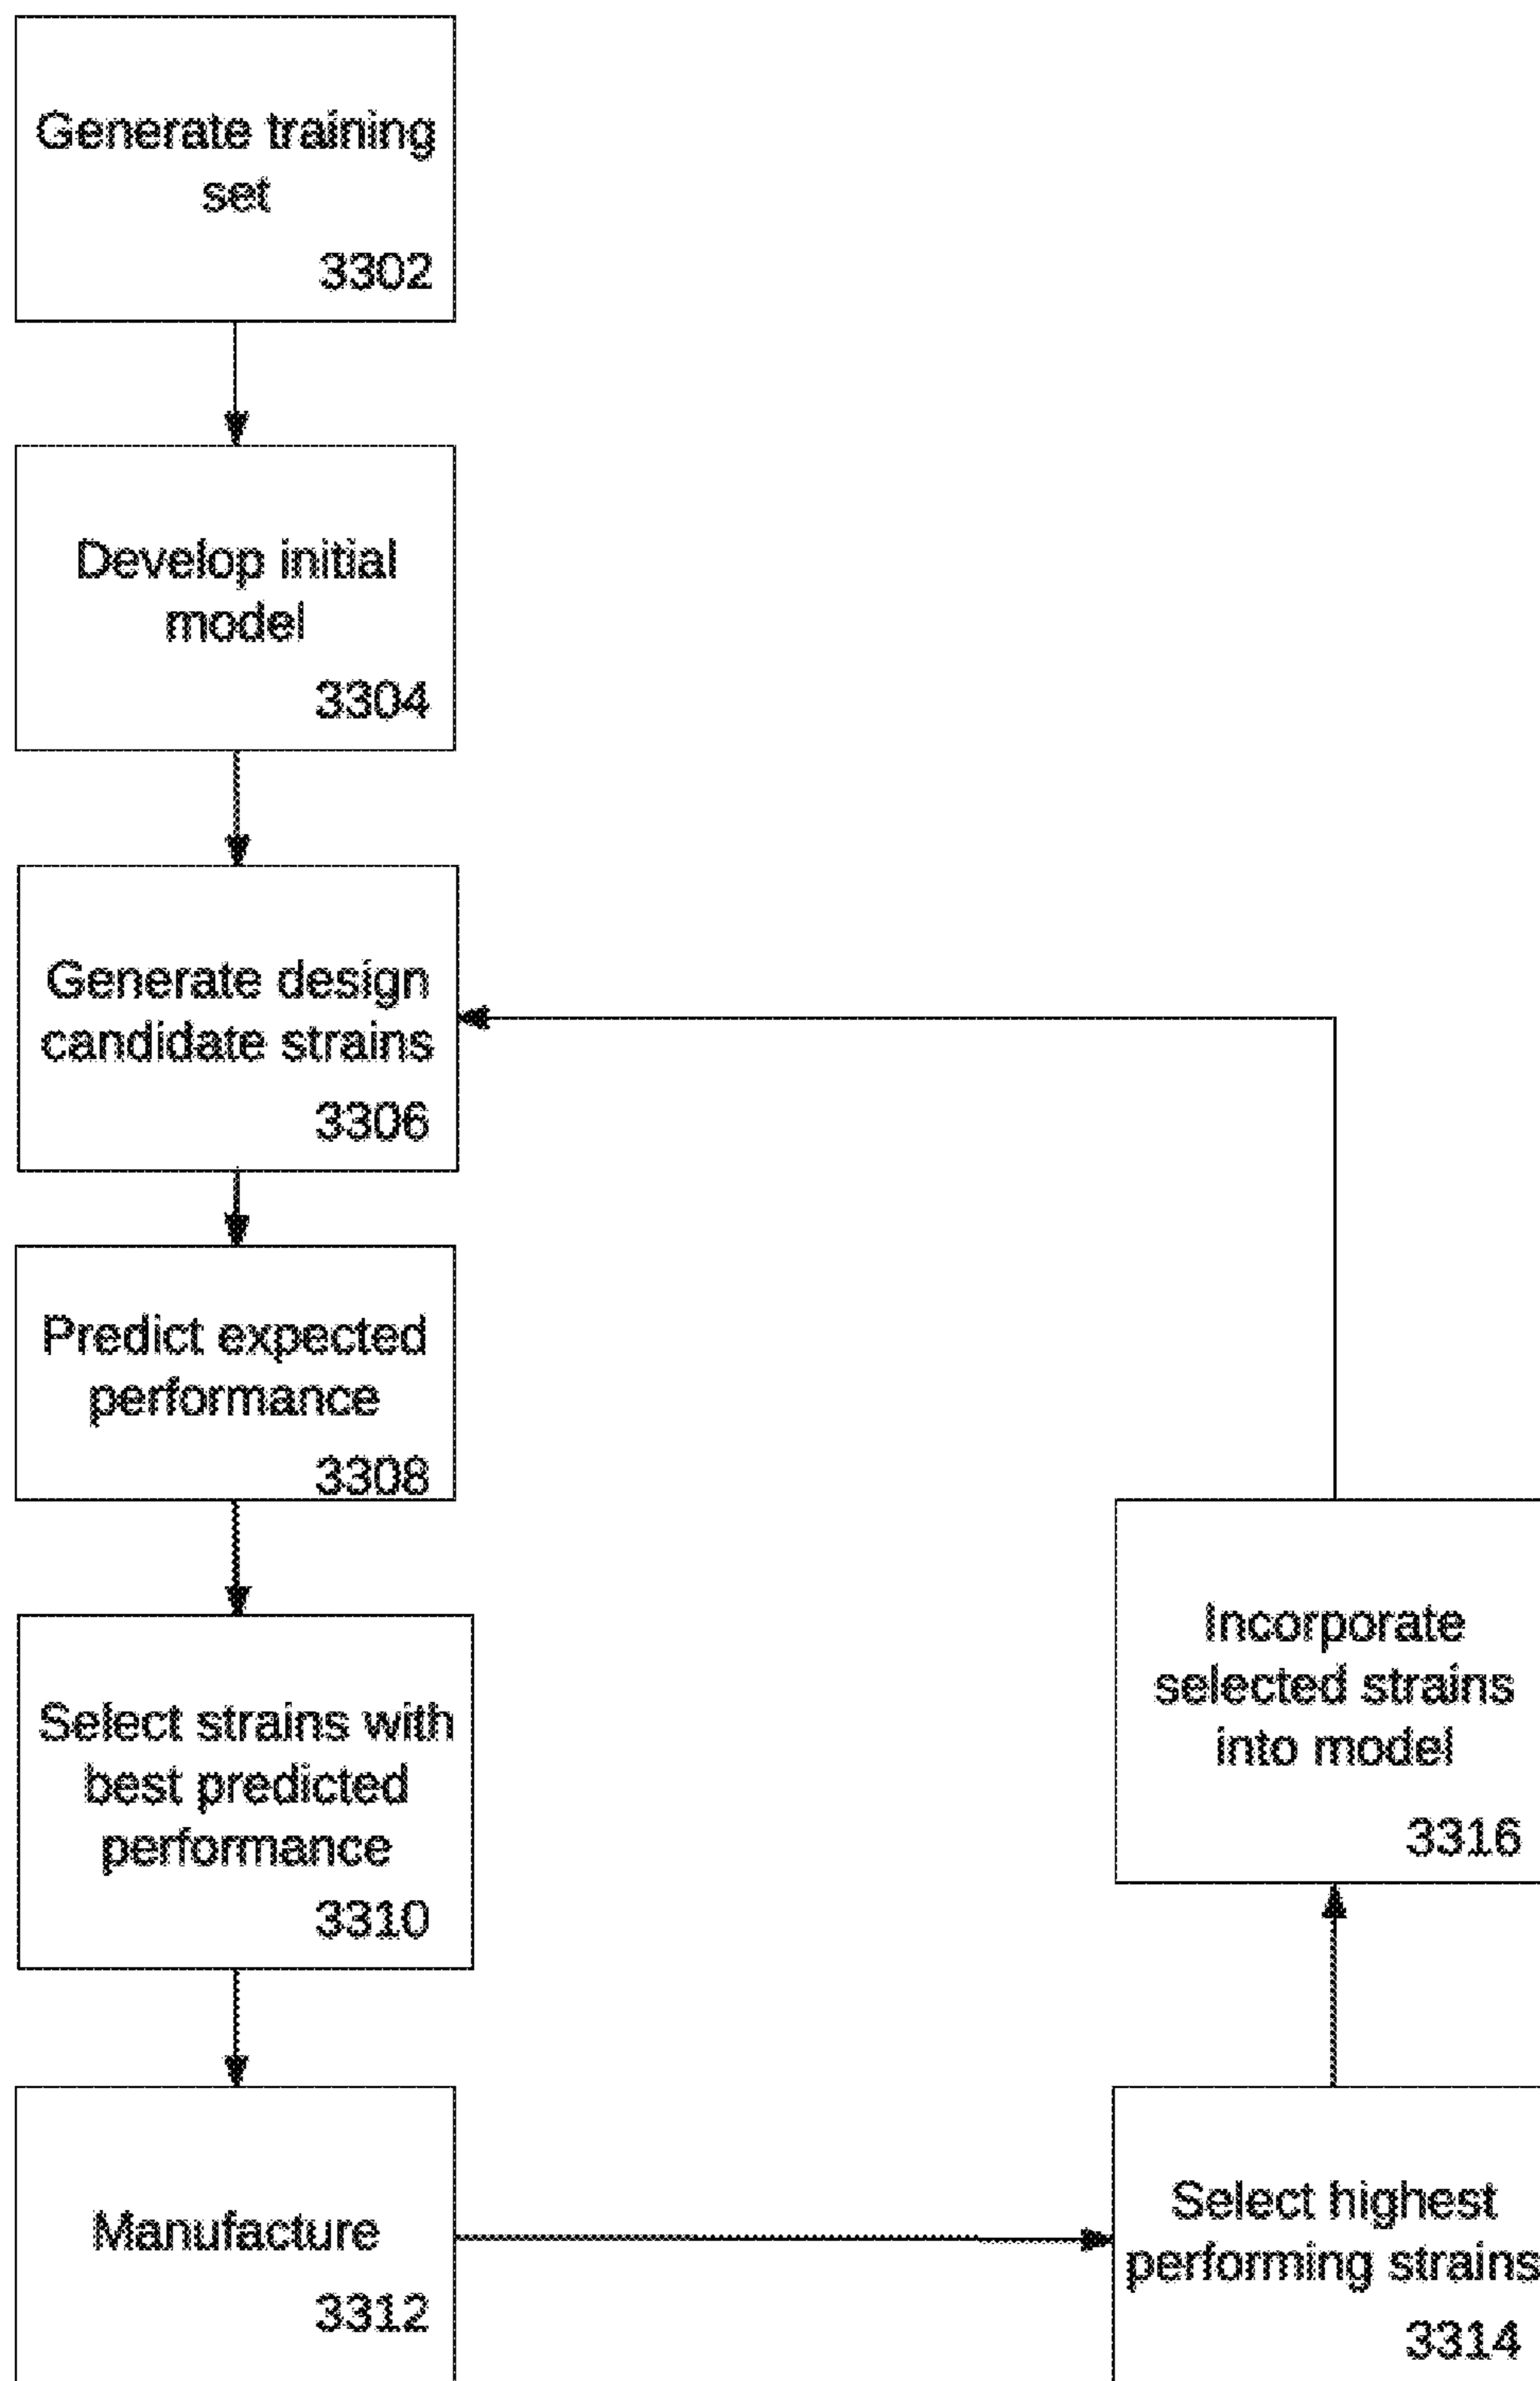 Generate training
set
3302
Develop initial
model
3304
Generate design
candidate strains
3306
Predict expected
performance
3308
Select strains with
best predicted
performance
3310
Manufacture
3312
Select highest
performing strains
3314
Incorporate
selected strains
into model
3316